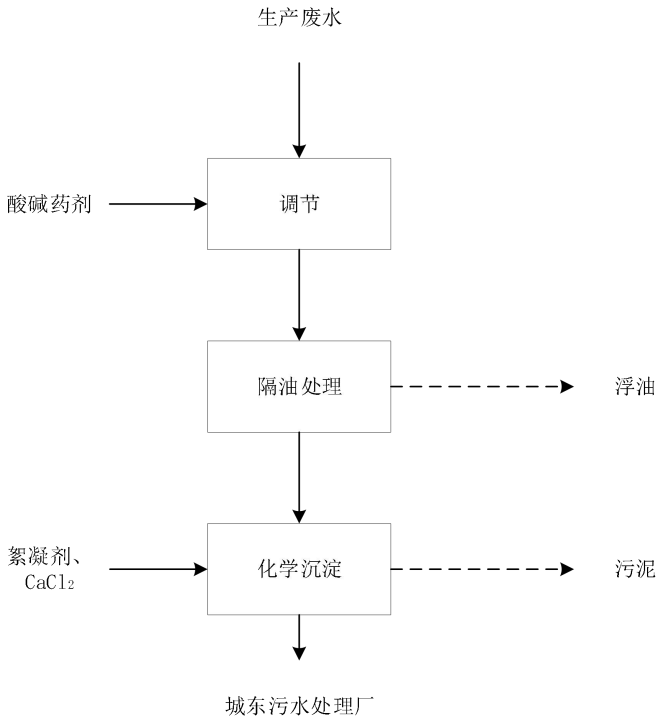 生产废水
酸碱药剂
调节
隔油处理
浮油
絮凝剂、
CaCl₂
化学沉淀
污泥
城东污水处理厂